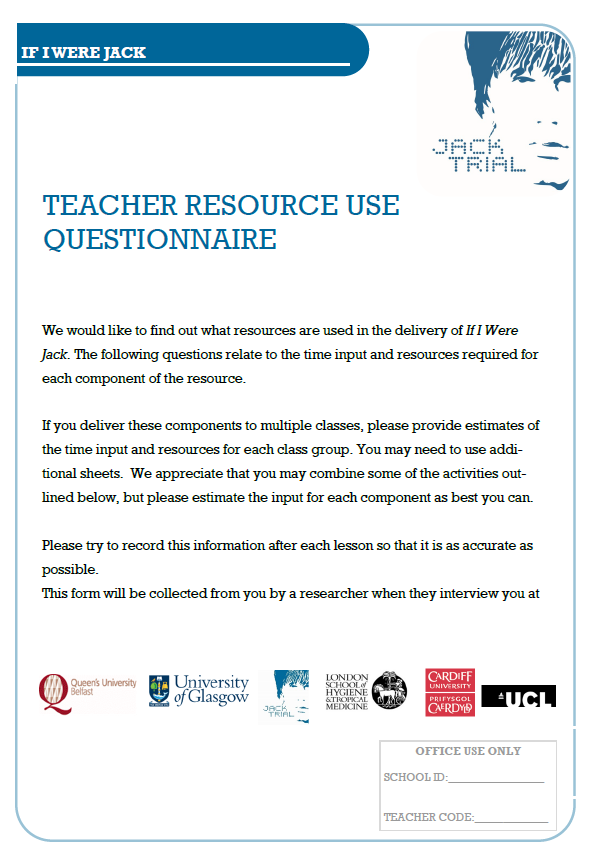 IF I WERE JACK
JACK
TRIAL
TEACHER RESOURCE USE
QUESTIONNAIRE
We would like to find out what resources are used in the delivery of If I Were
Jack. The following questions relate to the time input and resources required for
each component of the resource.
If you deliver these components to multiple classes, please provide estimates of
the time input and resources for each class group. You may need to use addi-
tional sheets.  We appreciate that you may combine some of the activities out-
lined below, but please estimate the input for each component as best you can.
Please try to record this information after each lesson so that it is as accurate as
possible.
This form will be collected from you by a researcher when they interview you at
Queen's University
Belfast
University
of Glasgow
JACK
TRIAL
LONDON
SCHOOL of
HYGIENE
&TROPICAL
MEDICINE
CARDIFF
UNIVERSITY
PRIFYSGOL
CAERDYDD
UCL
OFFICE USE ONLY
SCHOOL ID:________________
TEACHER CODE:____________